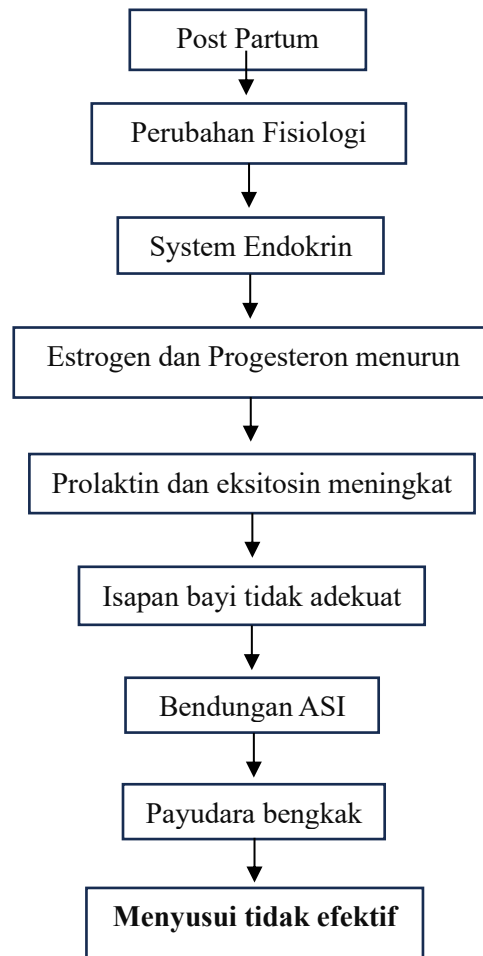 Post Partum
Perubahan Fisiologi
System Endokrin
Estrogen dan Progesteron menurun
Prolaktin dan eksitosin meningkat
Isapan bayi tidak adekuat
Bendungan ASI
Payudara bengkak
Menyusui tidak efektif